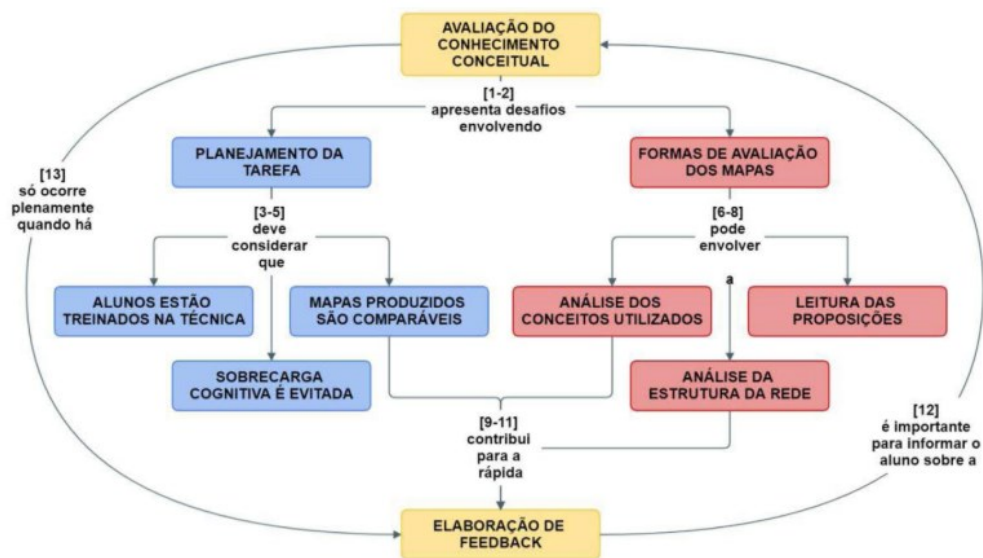 AVALIAÇÃO DO
CONHECIMENTO
CONCEITUAL
[1-2]
apresenta desafios
envolvendo
PLANEJAMENTO DA
TAREFA
FORMAS DE AVALIAÇÃO
DOS MAPAS
[13]
só ocorre
plenamente
quando há
[3-5]
deve
considerar
que
[6-8]
pode
envolver
a
ALUNOS ESTÃO
TREINADOS NA TÉCNICA
MAPAS PRODUZIDOS
SÃO COMPARÁVEIS
ANÁLISE DOS
CONCEITOS UTILIZADOS
LEITURA DAS
PROPOSIÇÕES
SOBRECARGA
COGNITIVA É EVITADA
ANÁLISE DA
ESTRUTURA DA REDE
[9-11]
contribui
para a
rápida
[12]
é importante
para informar o
aluno sobre a
ELABORAÇÃO DE
FEEDBACK